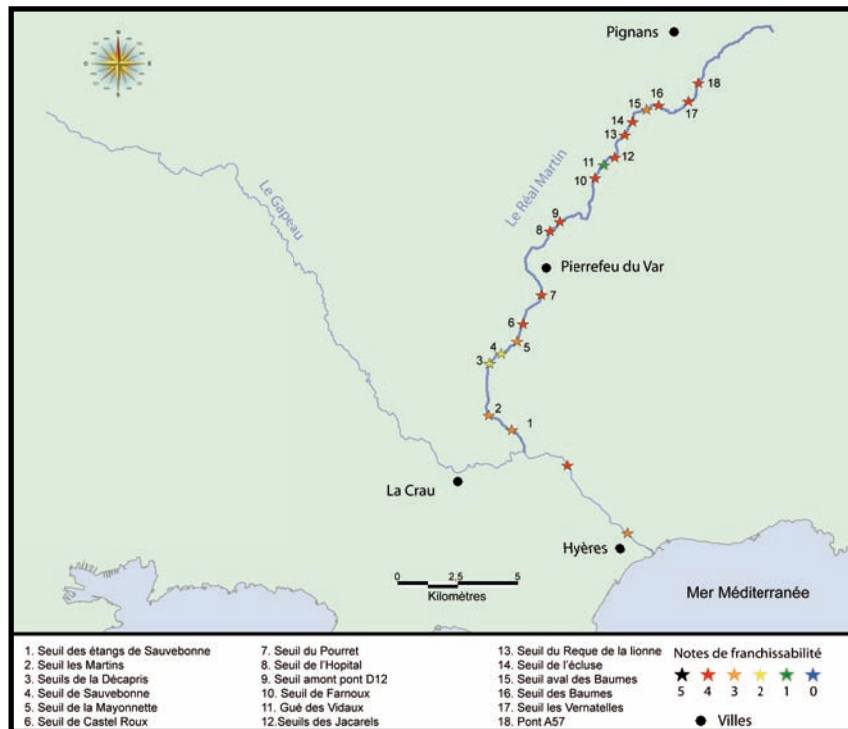 Pignans
18
15
16
17
14
13
11
12
10
Le Réal Martin
Le Gapeau
9
8
Pierrefeu du Var
7
6
4
5
3
2
1
La Crau
Hyères
0 2,5 5
Kilomètres
Mer Méditerranée
1. Seuil des étangs de Sauvebonne
2. Seuil les Martins
3. Seuils de la Décapris
4. Seuil de Sauvebonne
5. Seuil de la Mayonnette
6. Seuil de Castel Roux
7. Seuil du Pourret
8. Seuil de l'Hopital
9. Seuil amont pont D12
10. Seuil de Farnoux
11. Gué des Vidaux
12. Seuils des Jacarels
13. Seuil du Reque de la lionne
14. Seuil de l'écluse
15. Seuil aval des Baumes
16. Seuil des Baumes
17. Seuil les Vernatelles
18. Pont A57
Notes de franchissabilité
5 4 3 2 1 0
Villes